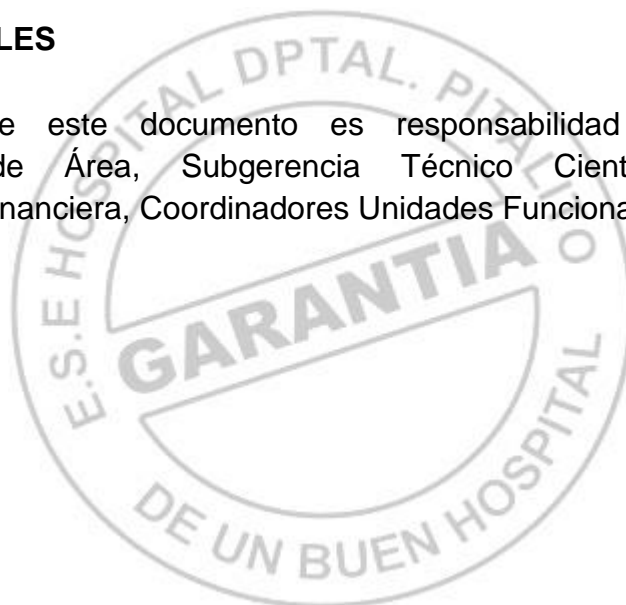 LES
e este documento es responsabilidad
de Área, Subgerencia Técnico Cient
nanciera, Coordinadores Unidades Funciona
E.S.E HOSPITAL DPTAL. PITALITO
GARANTIA
DE UN BUEN HOSPITAL